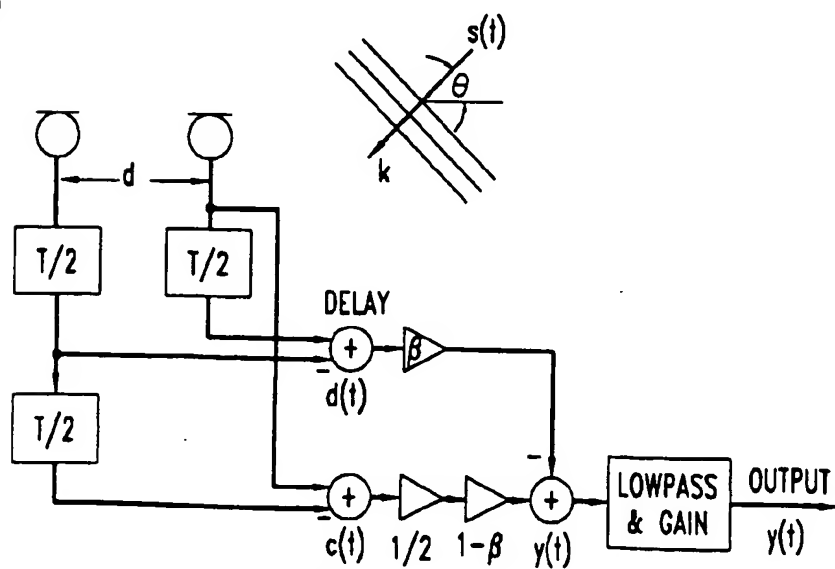 s(t)
θ
k
d
T/2
T/2
DELAY
+
β
-
d(t)
T/2
-
+
-
c(t)
1/2
1-β
+
y(t)
LOWPASS
& GAIN
OUTPUT
y(t)